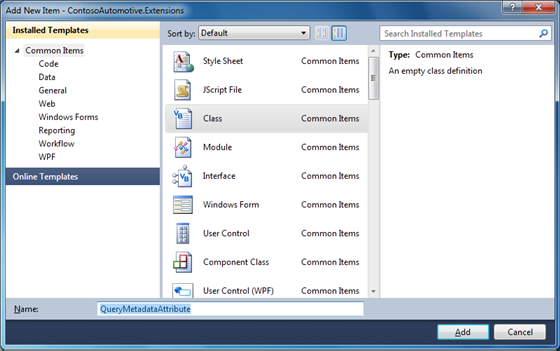 Add New Item - ContosoAutomotive.Extensions
Installed Templates
Common Items
Code
Data
General
Web
Windows Forms
Reporting
Workflow
WPF
Online Templates
Sort by: Default
Style Sheet Common Items
JScript File Common Items
VB Class Common Items
Module Common Items
VB Interface Common Items
Windows Form Common Items
User Control Common Items
Component Class Common Items
User Control (WPF) Common Items
Search Installed Templates
Type: Common Items
An empty class definition
Name: QueryMetadataAttribute
Add Cancel